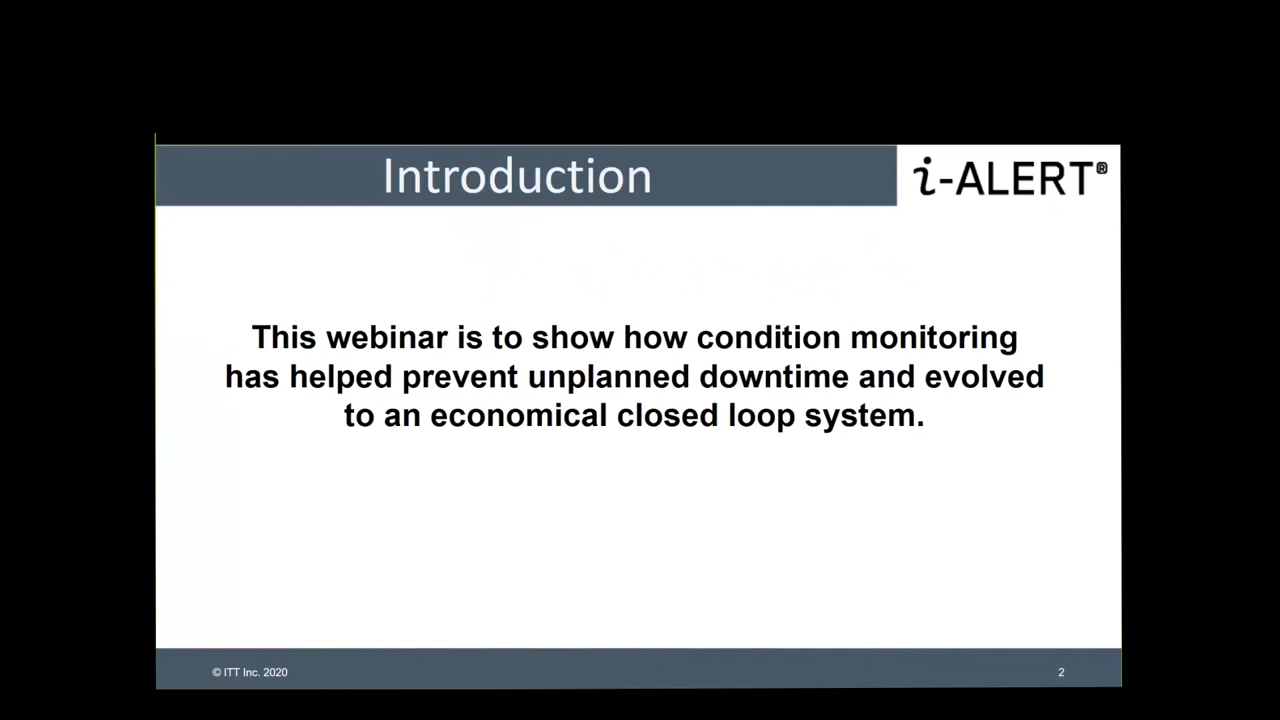 Introduction
i-ALERT®
This webinar is to show how condition monitoring
has helped prevent unplanned downtime and evolved
to an economical closed loop system.
© ITT Inc. 2020
2